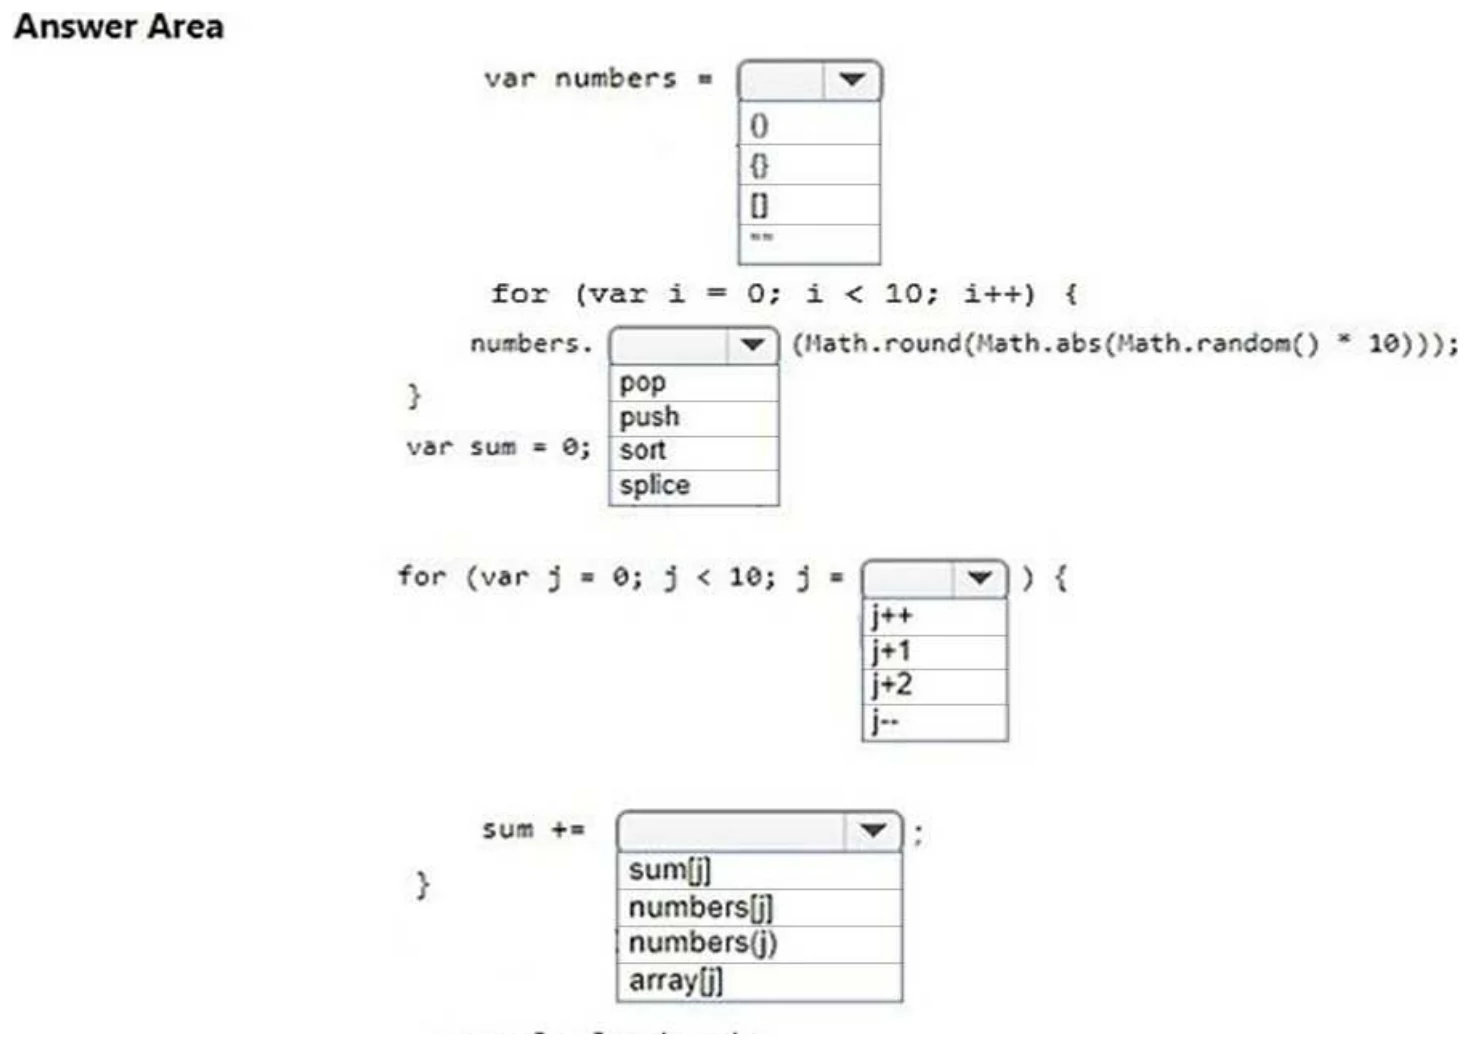 Answer Area
var numbers =
()
{}
[]
""
for (var i = 0; i < 10; i++) {
numbers. (Math.round(Math.abs(Math.random() * 10)));
pop
}
push
var sum = 0; sort
splice
for (var j = 0; j < 10; j = ) {
j++
j+1
j+2
j--
sum += ;
sum[j]
}
numbers[j]
numbers(j)
array[j]